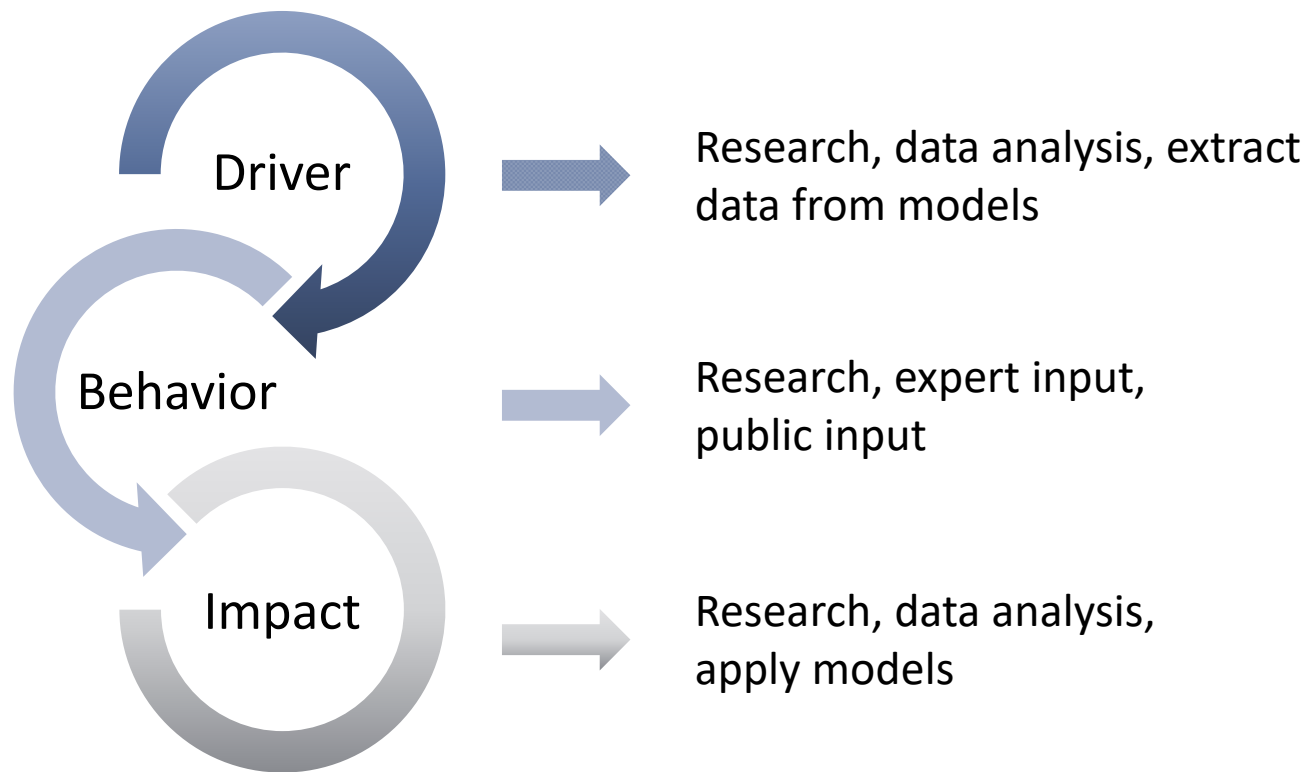 Driver
Research, data analysis, extract
data from models
Behavior
Research, expert input,
public input
Impact
Research, data analysis,
apply models